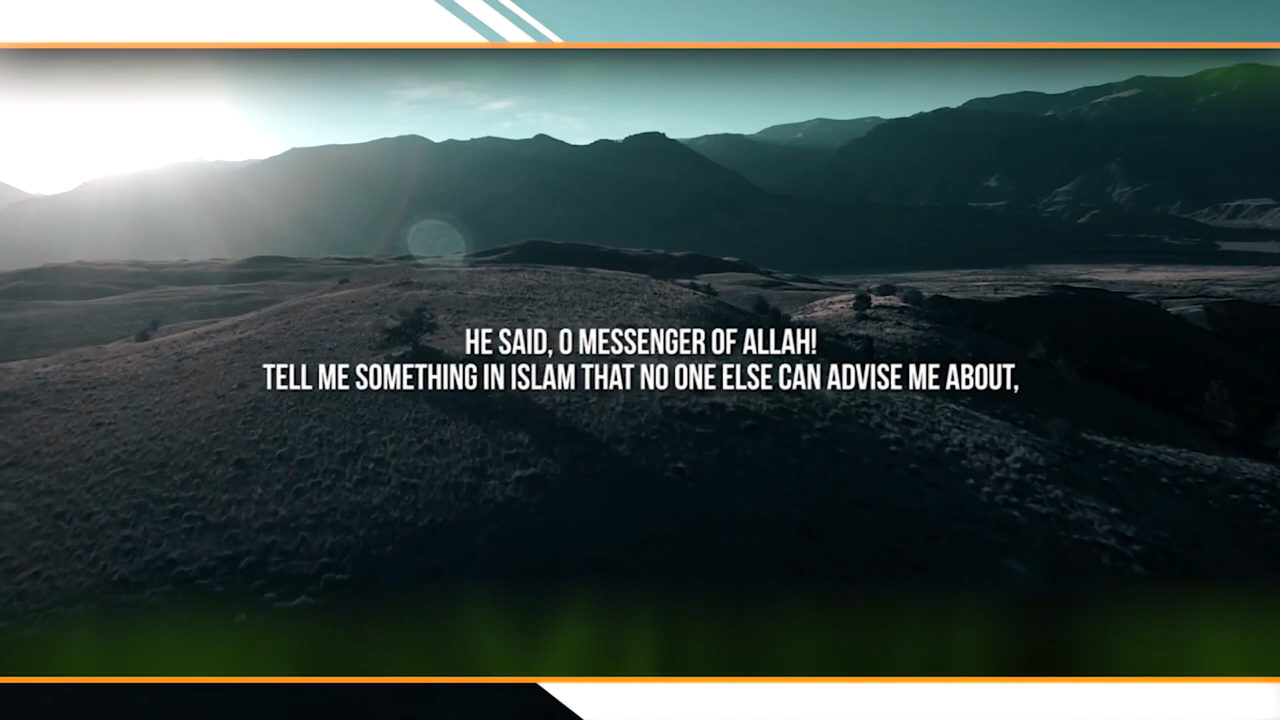 HE SAID, O MESSENGER OF ALLAH!
TELL ME SOMETHING IN ISLAM THAT NO ONE ELSE CAN ADVISE ME ABOUT,